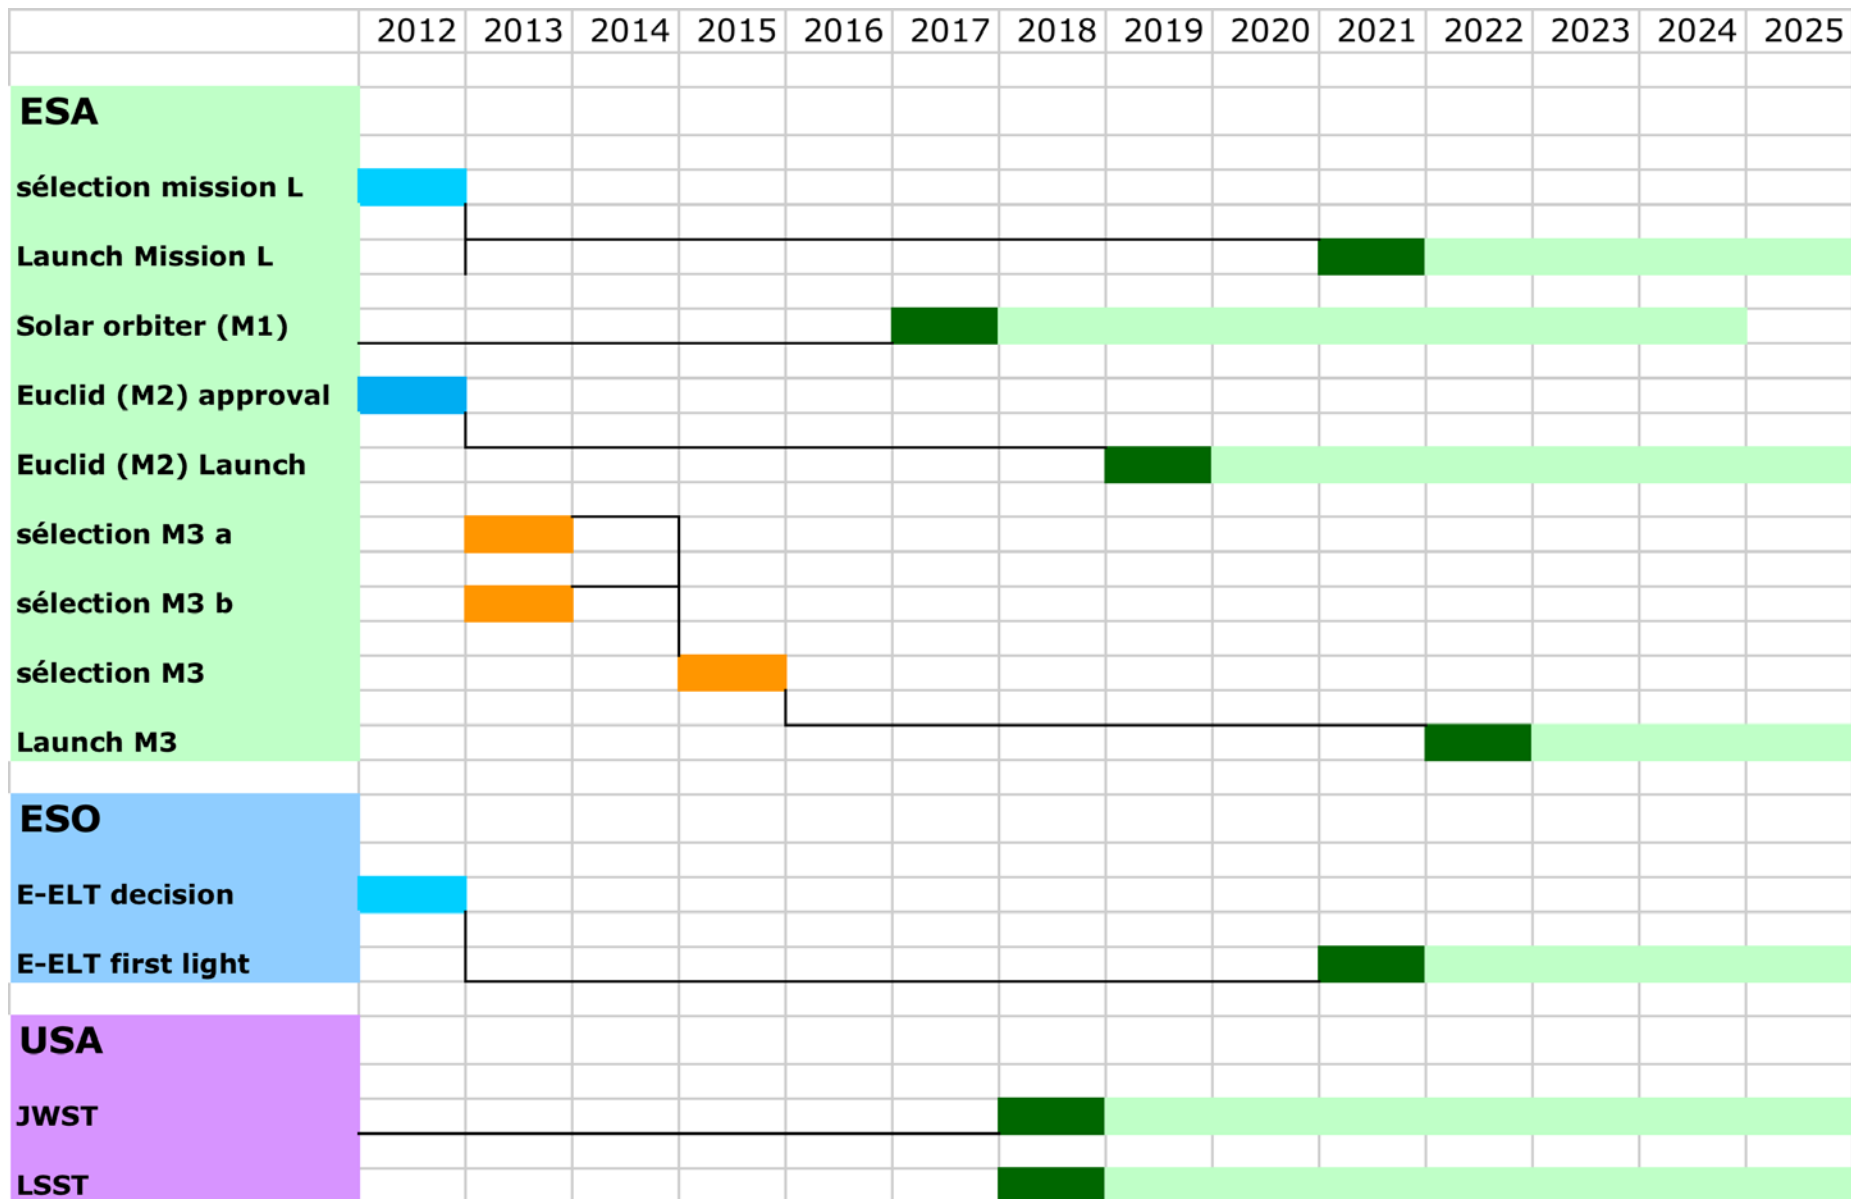 2012 2013 2014 2015 2016 2017 2018 2019 2020 2021 2022 2023 2024 2025
ESA
sélection mission L
Launch Mission L
Solar orbiter (M1)
Euclid (M2) approval
Euclid (M2) Launch
sélection M3 a
sélection M3 b
sélection M3
Launch M3
ESO
E-ELT decision
E-ELT first light
USA
JWST
LSST